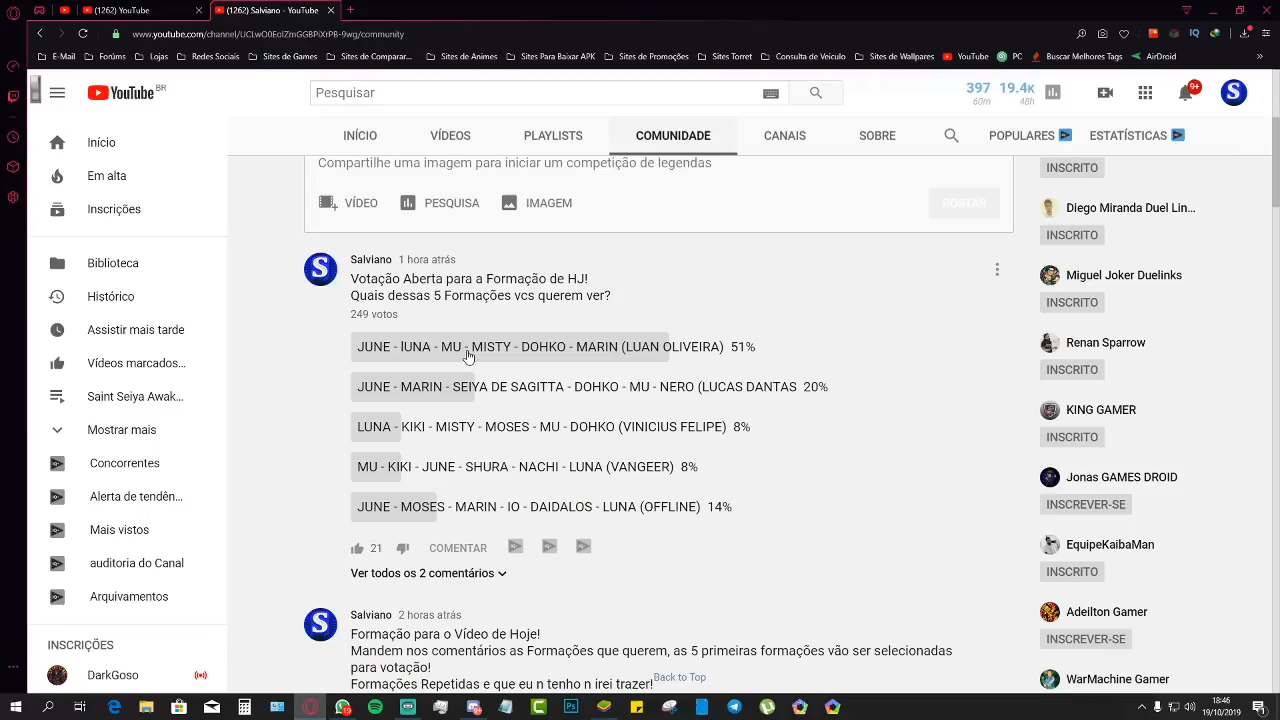 (1262) YouTube
(1262) YouTube
(1262) Salviano - YouTube
www.youtube.com/channel/UCLwO0EolZmGGBPiXrPB-9wg/community
E-Mail
Forúms
Lojas
Redes Sociais
Sites de Games
Sites de Comparar...
Sites de Animes
Sites Para Baixar APK
Sites de Promoções
Sites Torret
Consulta de Veiculo
Sites de Wallpares
YouTube
PC
Buscar Melhores Tags
AirDroid
YouTube BR
Pesquisar
397
60m
19.4K
48h
9+
S
INÍCIO
VÍDEOS
PLAYLISTS
COMUNIDADE
CANAIS
SOBRE
POPULARES
ESTATÍSTICAS
Início
Em alta
Inscrições
Biblioteca
Histórico
Assistir mais tarde
Vídeos marcados...
Saint Seiya Awak...
Mostrar mais
Concorrentes
Alerta de tendên...
Mais vistos
auditoria do Canal
Arquivamentos
INSCRIÇÕES
DarkGoso
Compartilhe uma imagem para iniciar um competição de legendas
VÍDEO
PESQUISA
IMAGEM
POSTAR
S
Salviano 1 hora atrás
Votação Aberta para a Formação de HJ!
Quais dessas 5 Formações vcs querem ver?
249 votos
JUNE - lUNA - MU - MISTY - DOHKO - MARIN (LUAN OLIVEIRA) 51%
JUNE - MARIN - SEIYA DE SAGITTA - DOHKO - MU - NERO (LUCAS DANTAS 20%
LUNA - KIKI - MISTY - MOSES - MU - DOHKO (VINICIUS FELIPE) 8%
MU - KIKI - JUNE - SHURA - NACHI - LUNA (VANGEER) 8%
JUNE - MOSES - MARIN - IO - DAIDALOS - LUNA (OFFLINE) 14%
21
COMENTAR
Ver todos os 2 comentários
S
Salviano 2 horas atrás
Formação para o Vídeo de Hoje!
Mandem nos comentários as Formações que querem, as 5 primeiras formações vão ser selecionadas
para votação!
Formações Repetidas e que eu n tenho n irei trazer!
Back to Top
INSCRITO
Diego Miranda Duel Lin...
INSCRITO
Miguel Joker Duelinks
INSCRITO
Renan Sparrow
INSCRITO
KING GAMER
INSCRITO
Jonas GAMES DROID
INSCREVER-SE
EquipeKaibaMan
INSCRITO
Adeilton Gamer
INSCREVER-SE
WarMachine Gamer
19
Ps
18:46
19/10/2019